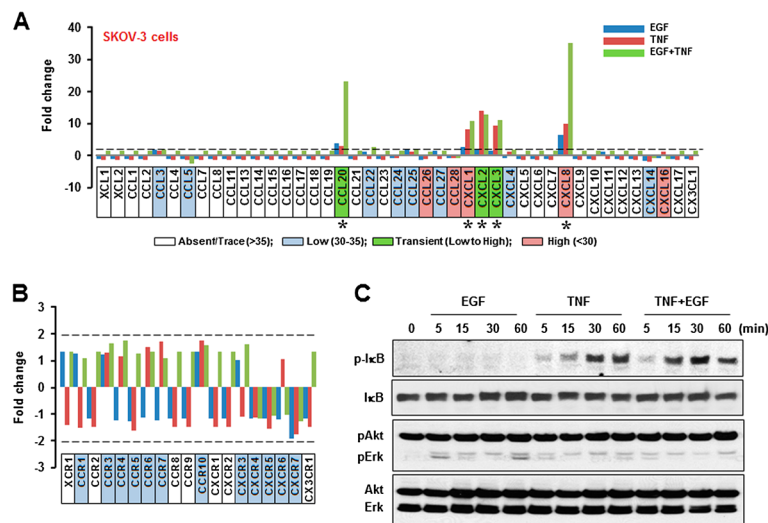 A
SKOV-3 cells
EGF
TNF
EGF+TNF
Fold change
40
30
20
10
0
-10
XCL1
XCL2
CCL1
CCL2
CCL3
CCL4
CCL5
CCL7
CCL8
CCL11
CCL13
CCL14
CCL15
CCL16
CCL17
CCL18
CCL19
CCL20
CCL21
CCL22
CCL23
CCL24
CCL25
CCL26
CCL27
CCL28
CXCL1
CXCL2
CXCL3
CXCL4
CXCL5
CXCL6
CXCL7
CXCL8
CXCL9
CXCL10
CXCL11
CXCL12
CXCL13
CXCL14
CXCL16
CXCL17
CX3CL1
* * * * *
Absent/Trace (>35); Low (30-35); Transient (Low to High); High (<30)
B
Fold change
3
2
1
0
-1
-2
-3
XCR1
CCR1
CCR2
CCR3
CCR4
CCR5
CCR6
CCR7
CCR8
CCR9
CCR10
CXCR1
CXCR2
CXCR3
CXCR4
CXCR5
CXCR6
CXCR7
CX3CR1
C
EGF TNF TNF+EGF
0 5 15 30 60 5 15 30 60 5 15 30 60 (min)
p-IκB
IκB
pAkt
pErk
Akt
Erk